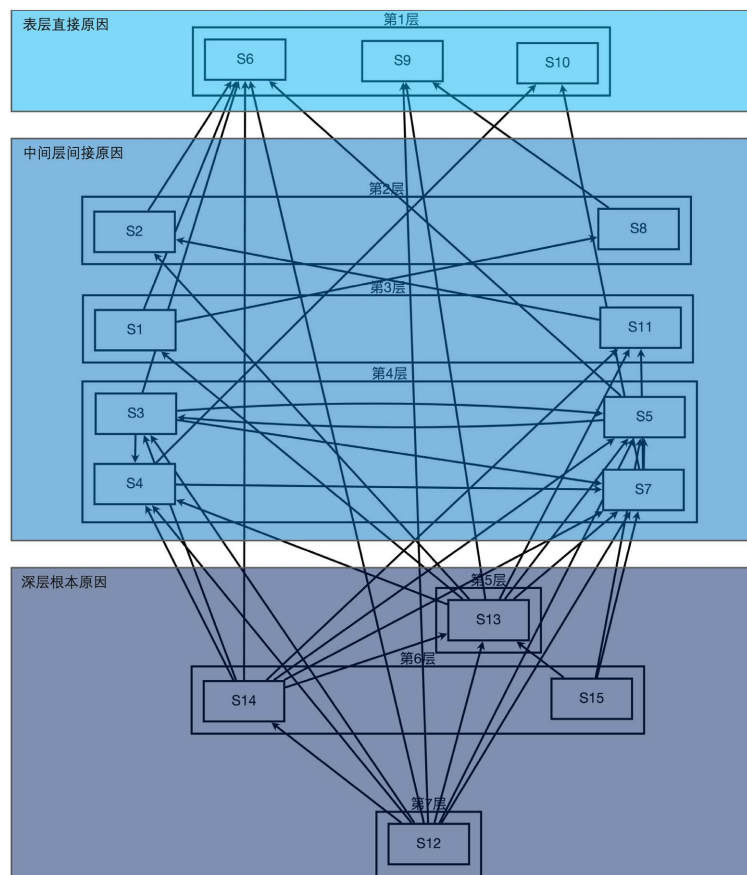 表层直接原因
第1层
S6
S9
S10
中间层间接原因
第2层
S2
S8
第3层
S1
S11
第4层
S3
S5
S4
S7
深层根本原因
第5层
S13
第6层
S14
S15
第7层
S12